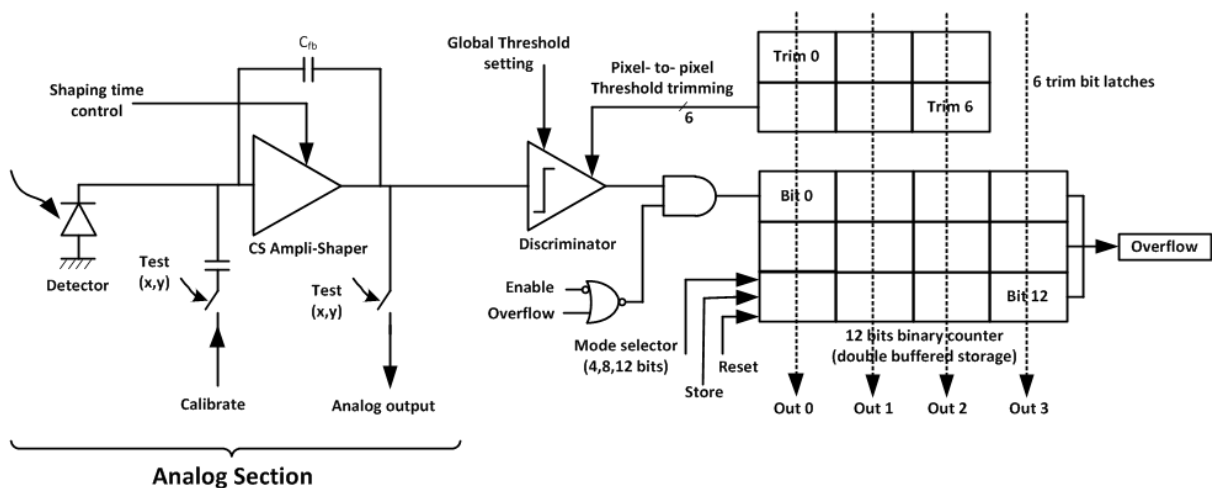 Cfb
Global Threshold
setting
Shaping time
control
Pixel- to- pixel
Threshold trimming
6
Trim 0
Trim 6
6 trim bit latches
CS Ampli-Shaper
Discriminator
Detector
Test
(x,y)
Test
(x,y)
Enable
Overflow
Bit 0
Bit 12
Overflow
Mode selector
(4,8,12 bits)
Store
Reset
12 bits binary counter
(double buffered storage)
Calibrate
Analog output
Out 0
Out 1
Out 2
Out 3
Analog Section